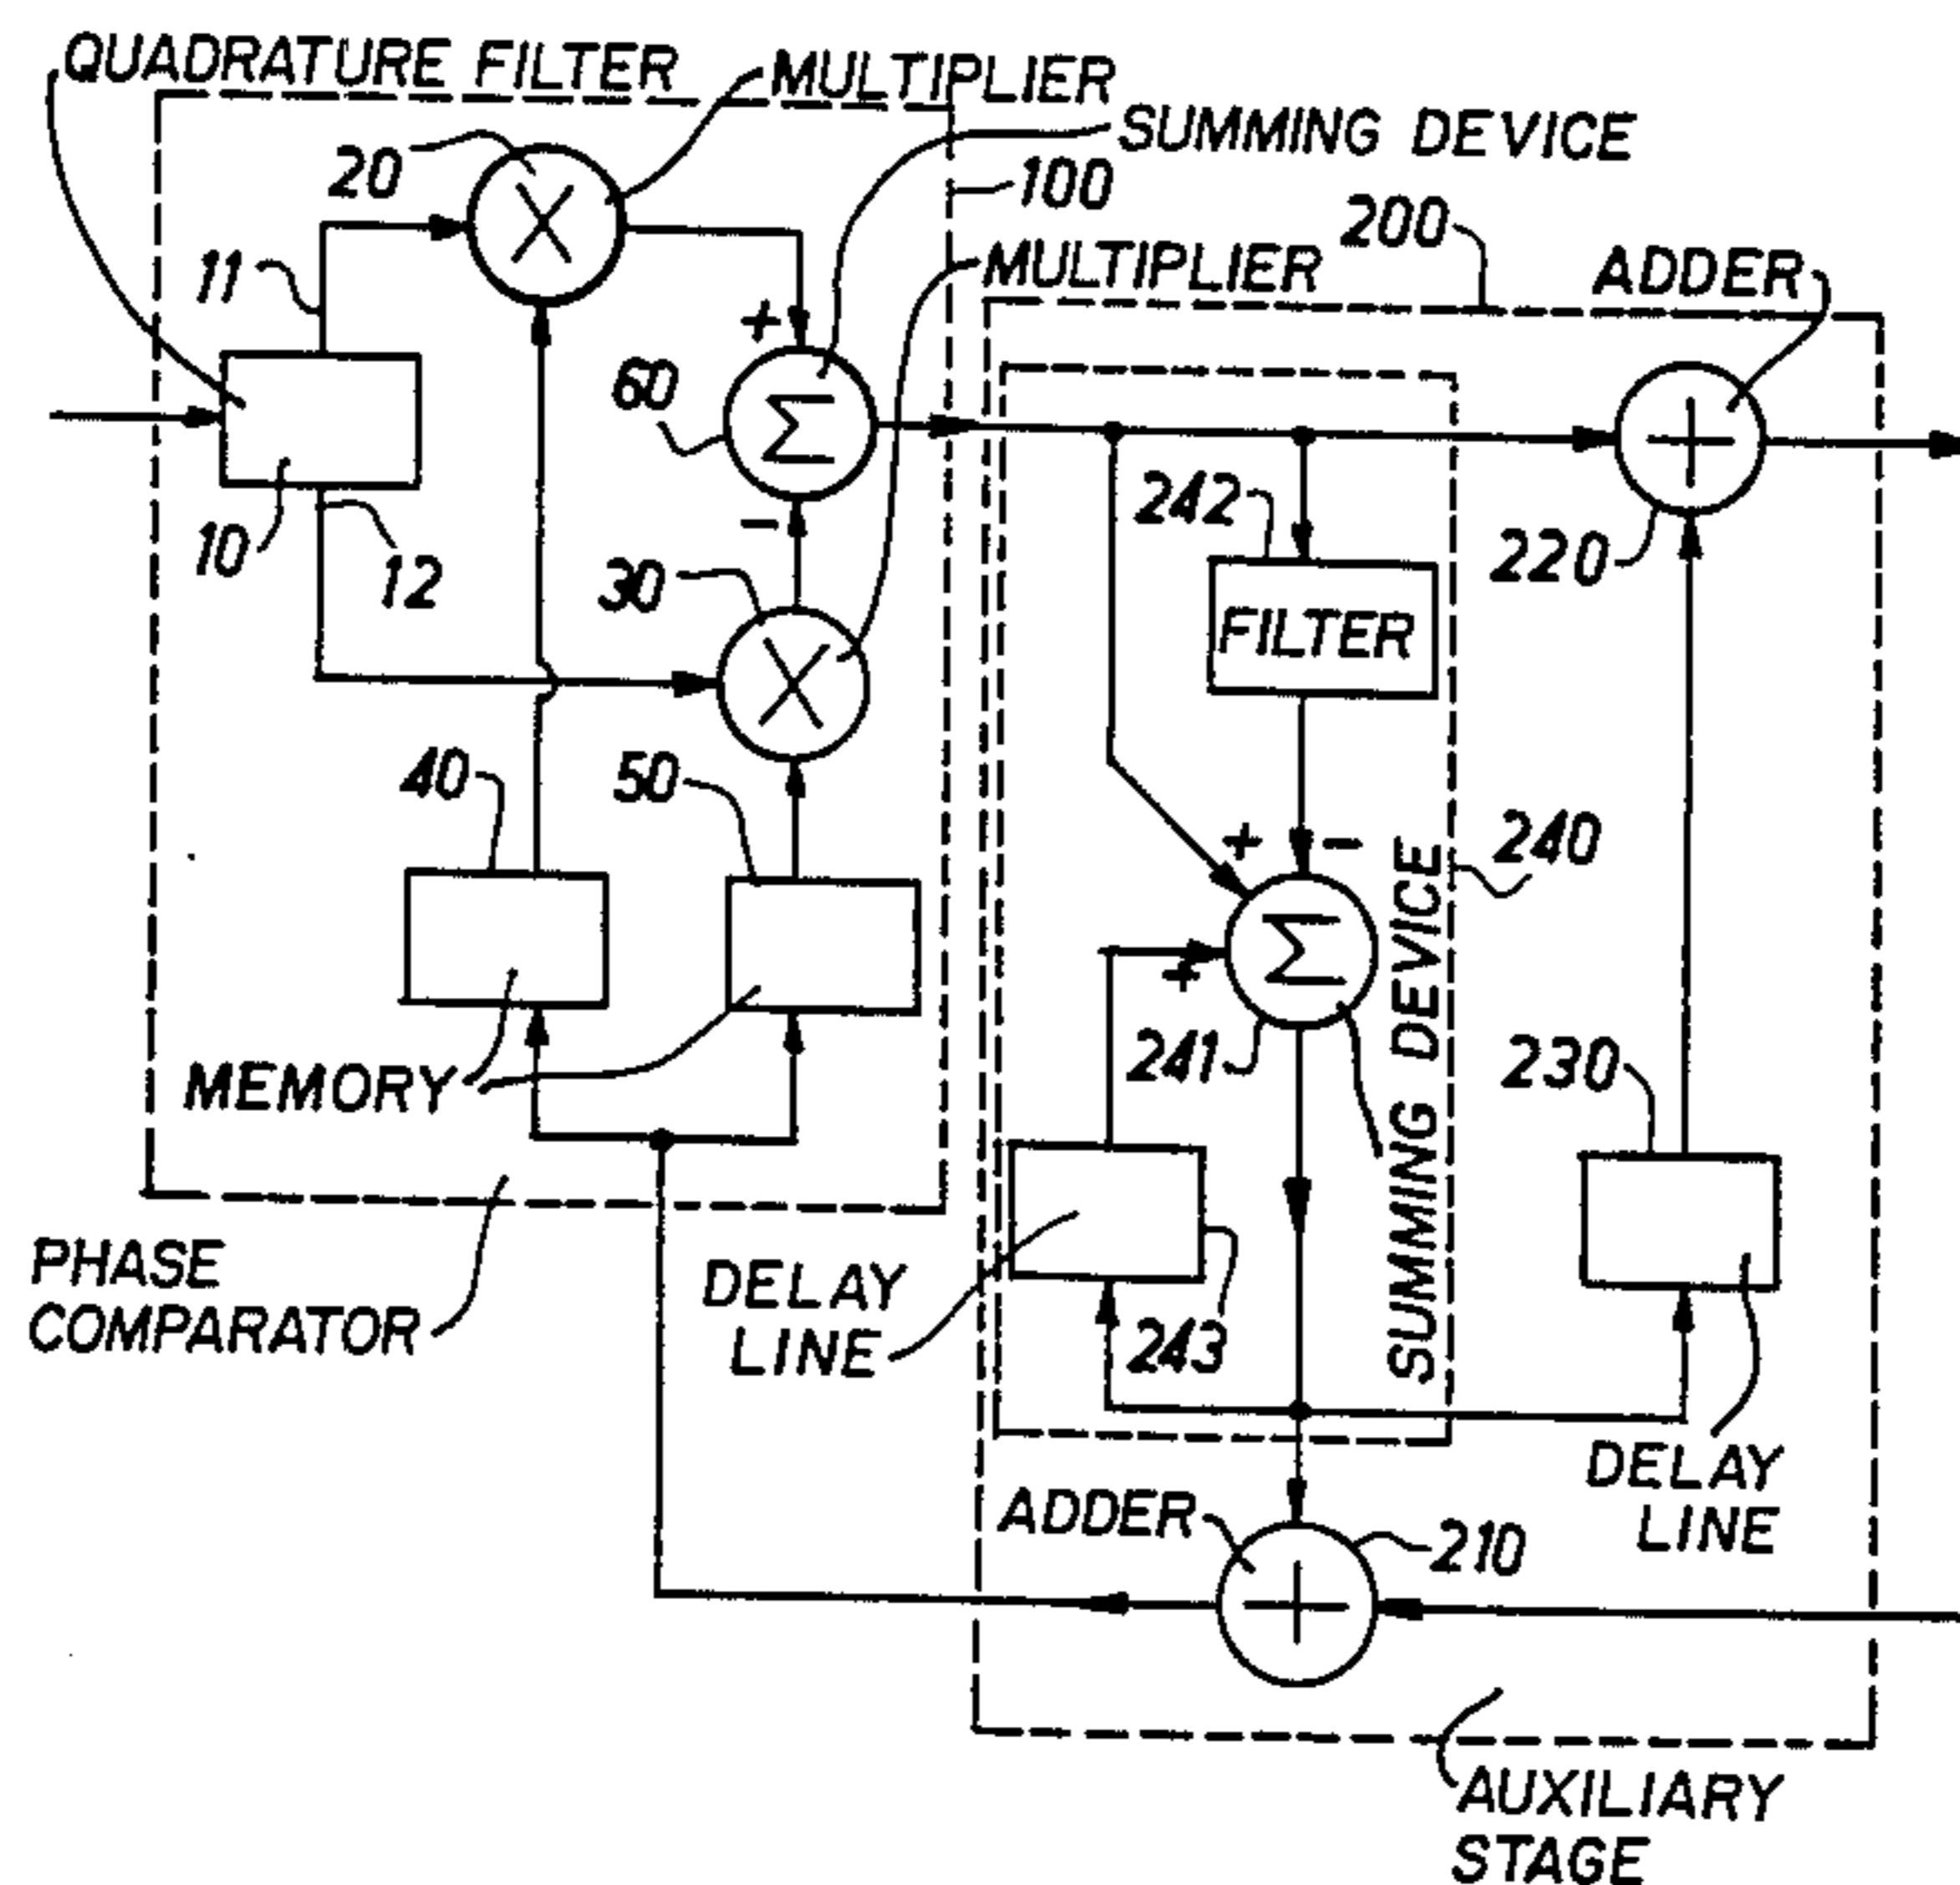 QUADRATURE FILTER
MULTIPLIER
SUMMING DEVICE
20
100
200
11
MULTIPLIER
ADDER
+
60
Σ
242
10
12
-
220
30
FILTER
40
50
+ -
240
Σ
+
241
SUMMING DEVICE
230
MEMORY
PHASE
COMPARATOR
DELAY
LINE
243
DELAY
LINE
ADDER
210
AUXILIARY
STAGE